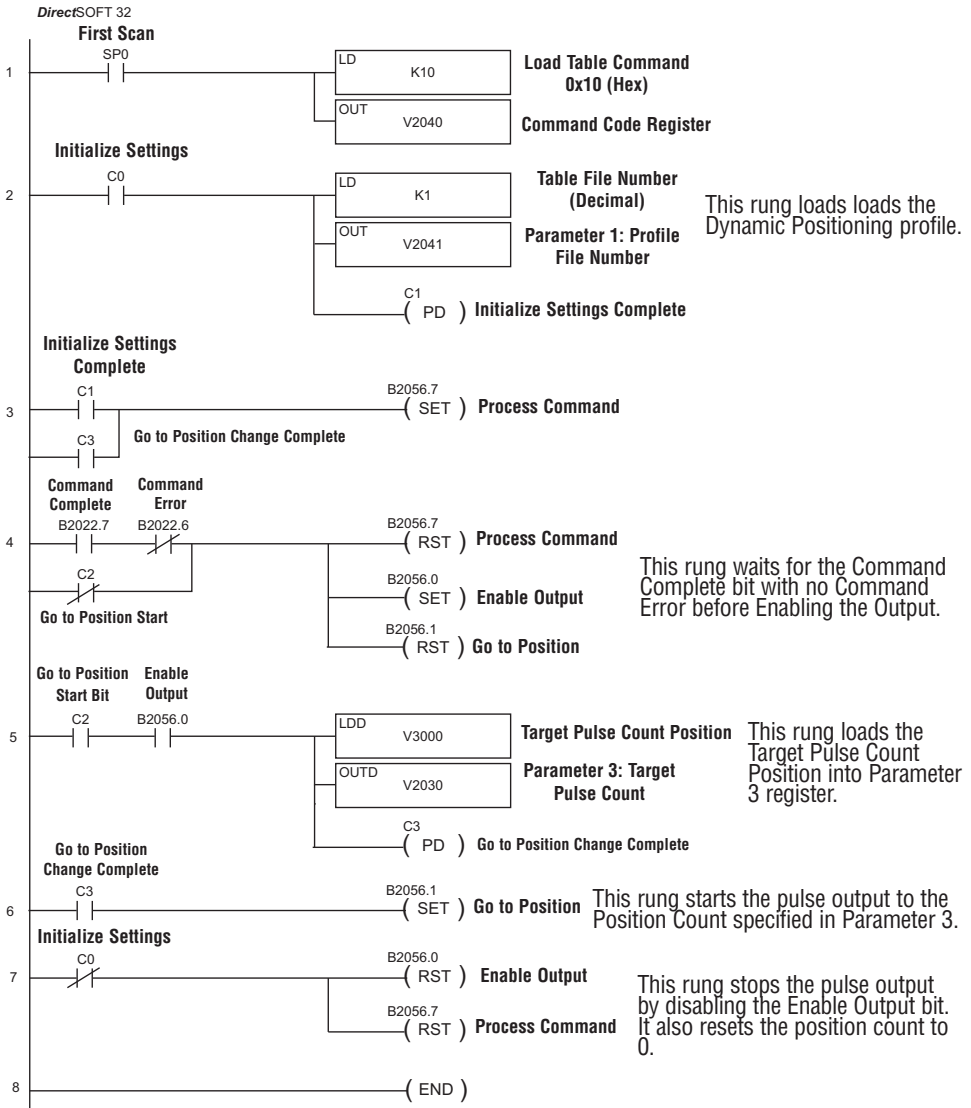 DirectSOFT 32
First Scan
SP0
1
LD
K10
Load Table Command
0x10 (Hex)
OUT
V2040
Command Code Register
Initialize Settings
C0
2
LD
K1
Table File Number
(Decimal)
This rung loads loads the
Dynamic Positioning profile.
OUT
V2041
Parameter 1: Profile
File Number
C1
( PD ) Initialize Settings Complete
Initialize Settings
Complete
C1
3
B2056.7
( SET ) Process Command
C3
Go to Position Change Complete
Command
Complete
Command
Error
B2022.7
B2022.6
4
B2056.7
( RST ) Process Command
C2
Go to Position Start
B2056.0
( SET ) Enable Output
This rung waits for the Command
Complete bit with no Command
Error before Enabling the Output.
B2056.1
( RST ) Go to Position
Go to Position
Start Bit
Enable
Output
C2
B2056.0
5
LDD
V3000
Target Pulse Count Position
This rung loads the
Target Pulse Count
Position into Parameter
3 register.
OUTD
V2030
Parameter 3: Target
Pulse Count
C3
( PD ) Go to Position Change Complete
Go to Position
Change Complete
C3
6
B2056.1
( SET ) Go to Position
This rung starts the pulse output to the
Position Count specified in Parameter 3.
Initialize Settings
C0
7
B2056.0
( RST ) Enable Output
B2056.7
( RST ) Process Command
This rung stops the pulse output
by disabling the Enable Output bit.
It also resets the position count to
0.
8
( END )